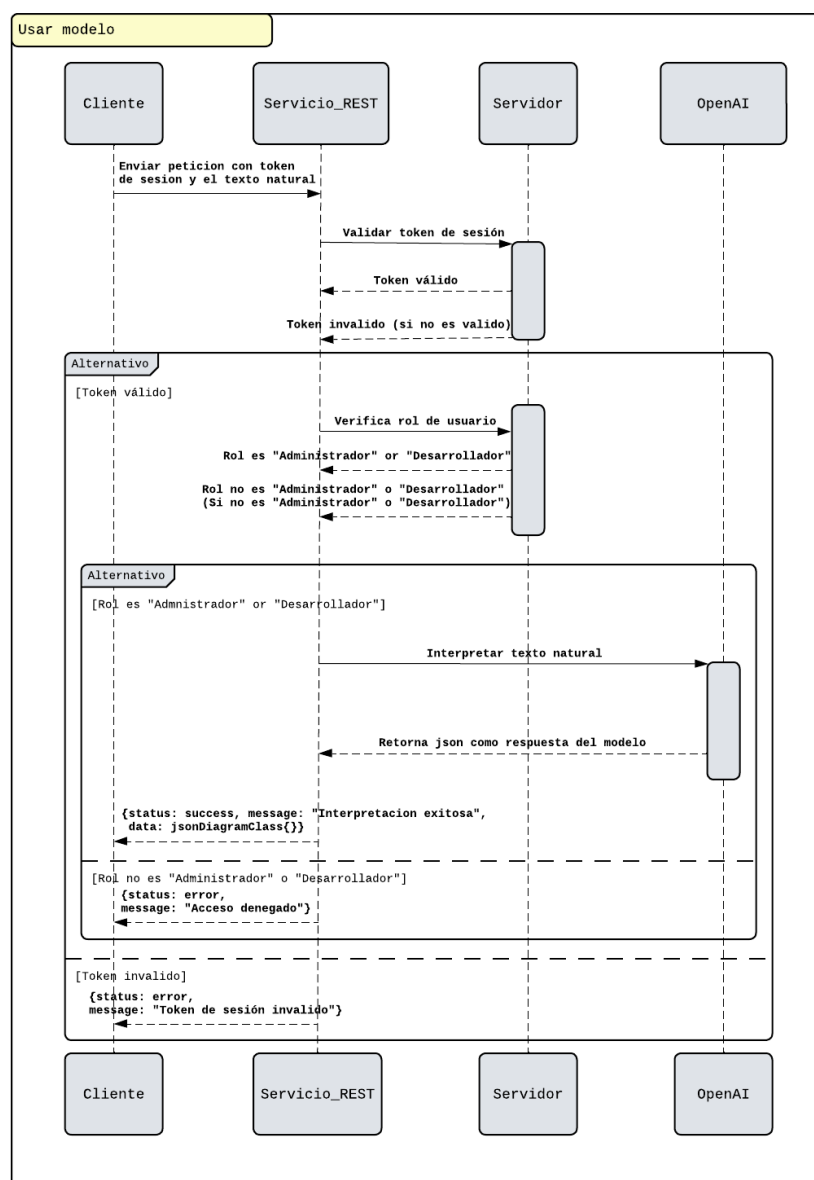 Usar modelo
Cliente
Servicio_REST
Servidor
OpenAI
Enviar peticion con token
de sesion y el texto natural
Validar token de sesión
Token válido
Token invalido (si no es valido)
Alternativo
[Token válido]
Verifica rol de usuario
Rol es "Administrador" or "Desarrollador"
Rol no es "Administrador" o "Desarrollador"
(Si no es "Administrador" o "Desarrollador")
Alternativo
[Rol es "Admnistrador" or "Desarrollador"]
Interpretar texto natural
Retorna json como respuesta del modelo
{status: success, message: "Interpretacion exitosa",
data: jsonDiagramClass{}}
[Rol no es "Administrador" o "Desarrollador"]
{status: error,
message: "Acceso denegado"}
[Token invalido]
{status: error,
message: "Token de sesión invalido"}
Cliente
Servicio_REST
Servidor
OpenAI